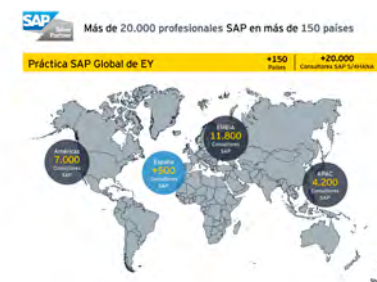 SAP Silver Partner
Más de 20.000 profesionales SAP en más de 150 países
Práctica SAP Global de EY
+150
Países
+20.000
Consultores SAP S/4HANA
Américas
7.000
Consultores
SAP
España
+500
Consultores
SAP
EMEIA
11.800
Consultores
SAP
APAC
4.200
Consultores
SAP